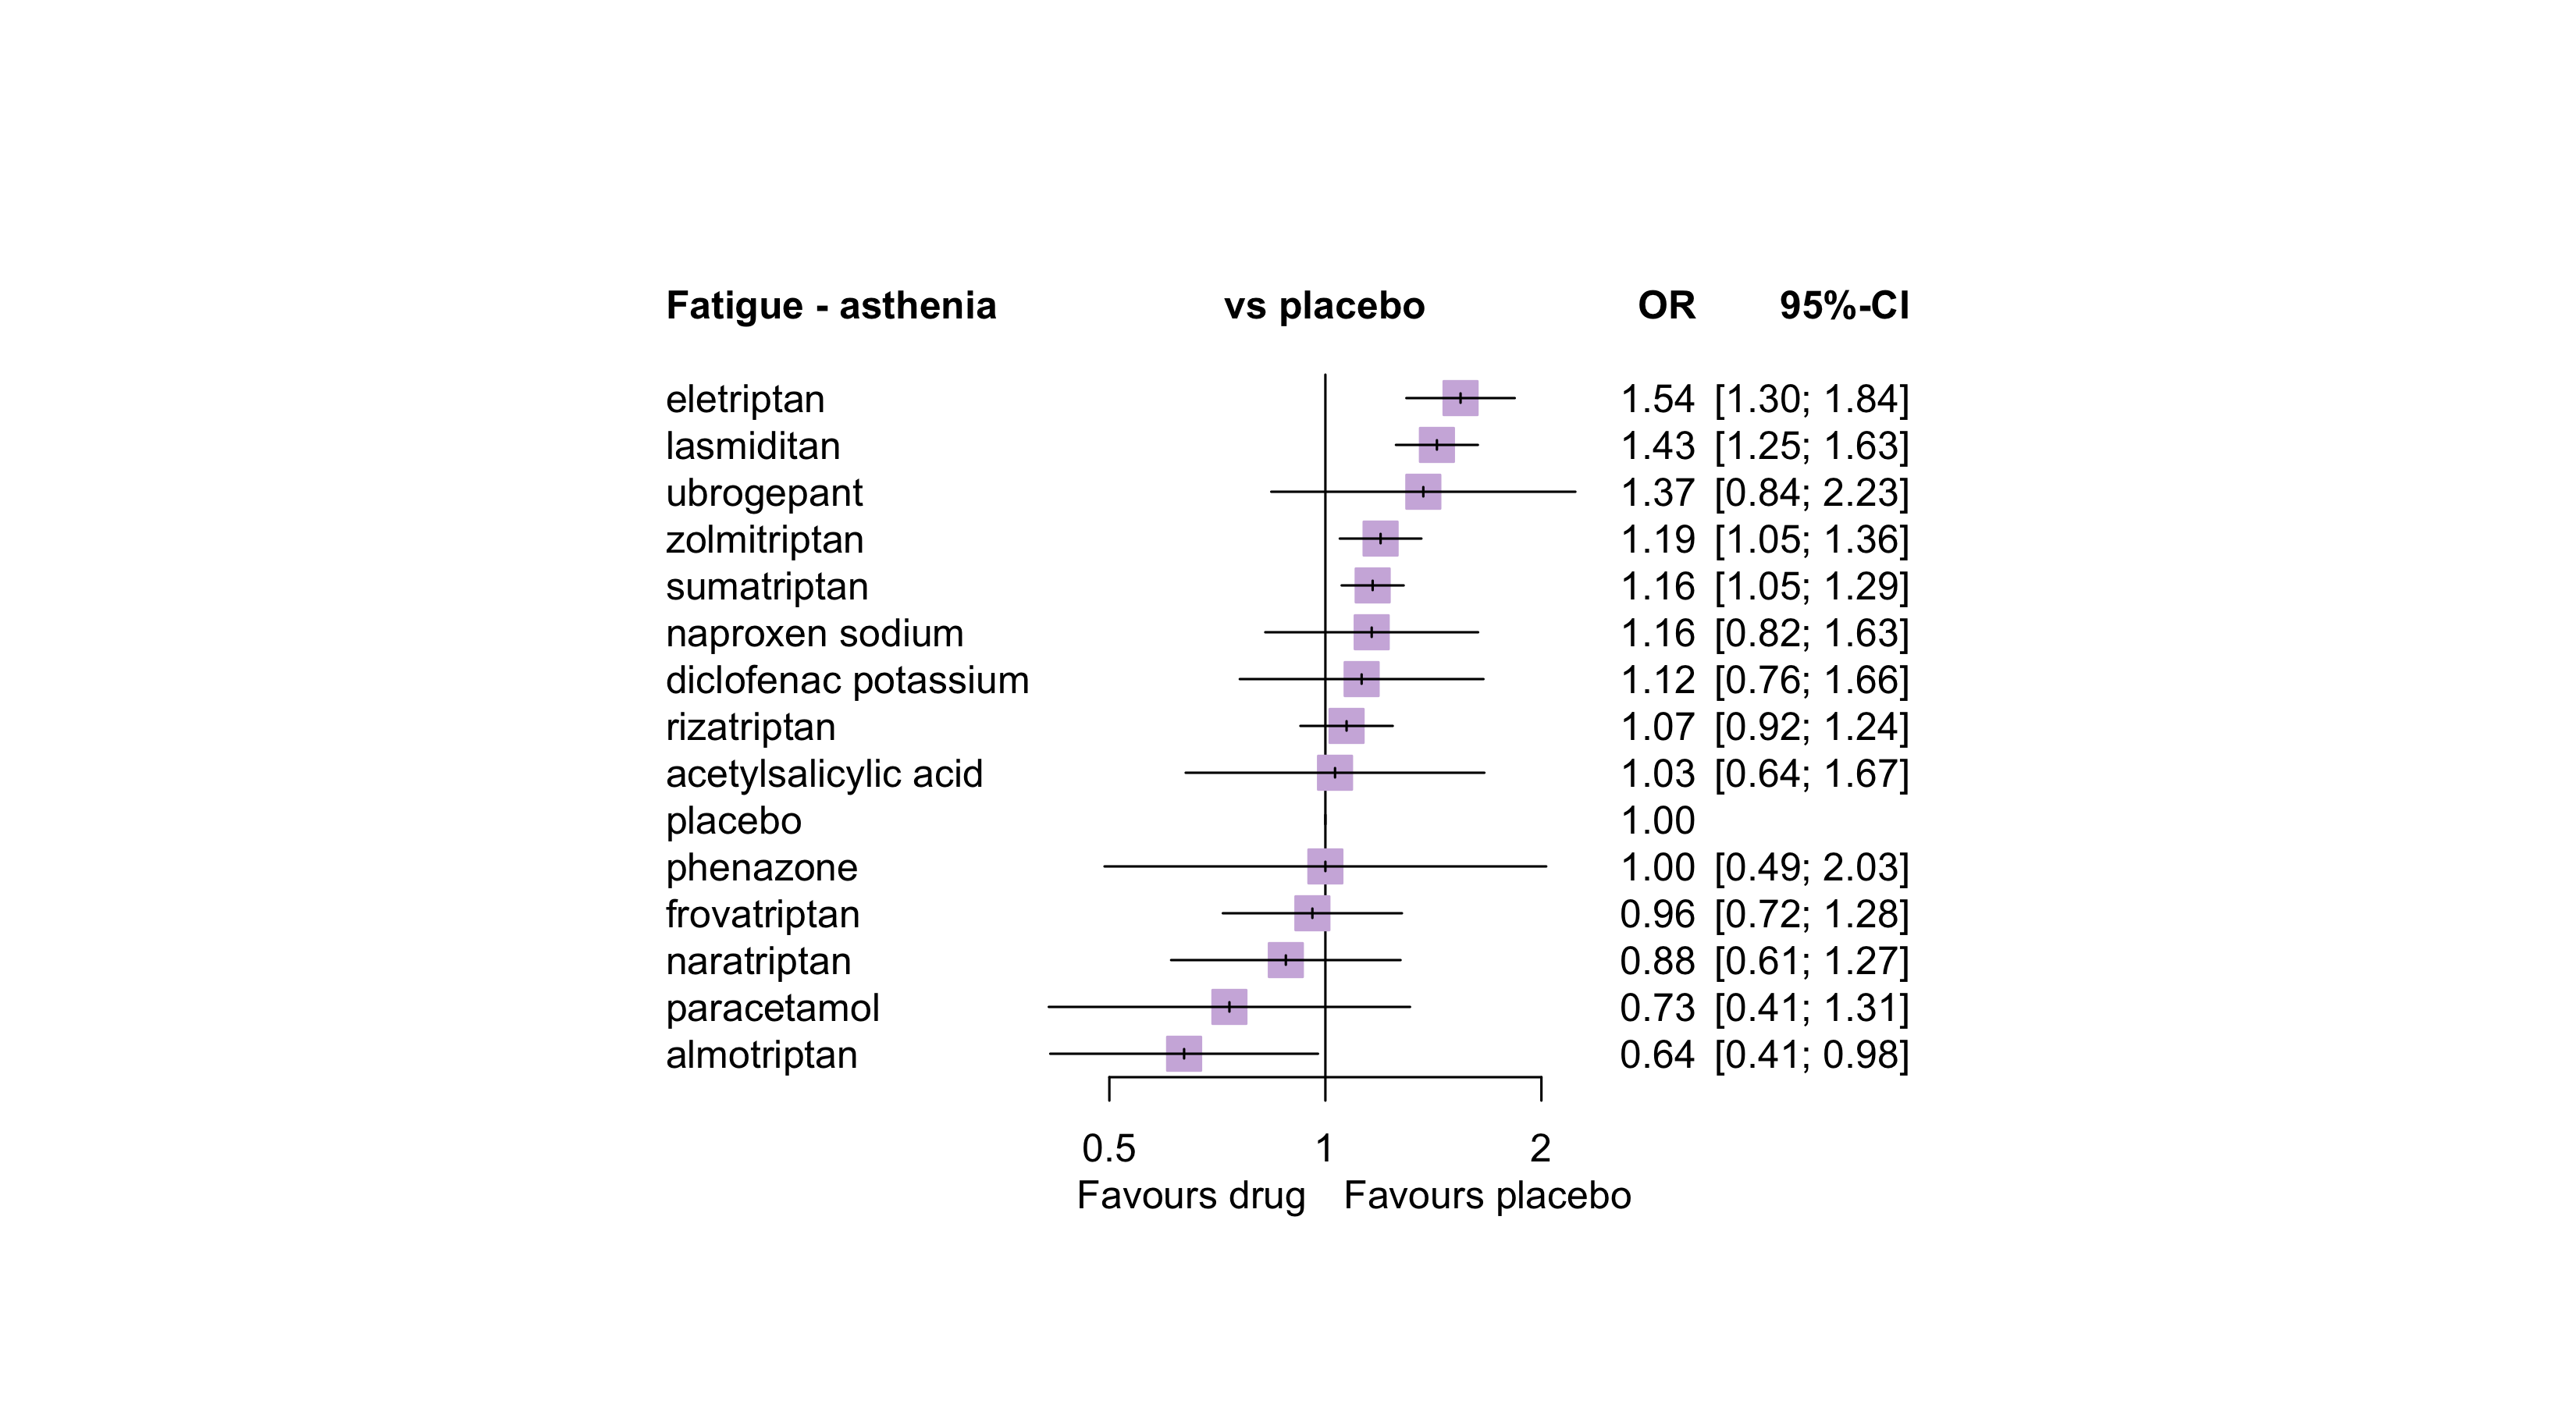 Fatigue - asthenia vs placebo OR 95%-CI
eletriptan 1.54 [1.30; 1.84]
lasmiditan 1.43 [1.25; 1.63]
ubrogepant 1.37 [0.84; 2.23]
zolmitriptan 1.19 [1.05; 1.36]
sumatriptan 1.16 [1.05; 1.29]
naproxen sodium 1.16 [0.82; 1.63]
diclofenac potassium 1.12 [0.76; 1.66]
rizatriptan 1.07 [0.92; 1.24]
acetylsalicylic acid 1.03 [0.64; 1.67]
placebo 1.00
phenazone 1.00 [0.49; 2.03]
frovatriptan 0.96 [0.72; 1.28]
naratriptan 0.88 [0.61; 1.27]
paracetamol 0.73 [0.41; 1.31]
almotriptan 0.64 [0.41; 0.98]
0.5 1 2
Favours drug Favours placebo